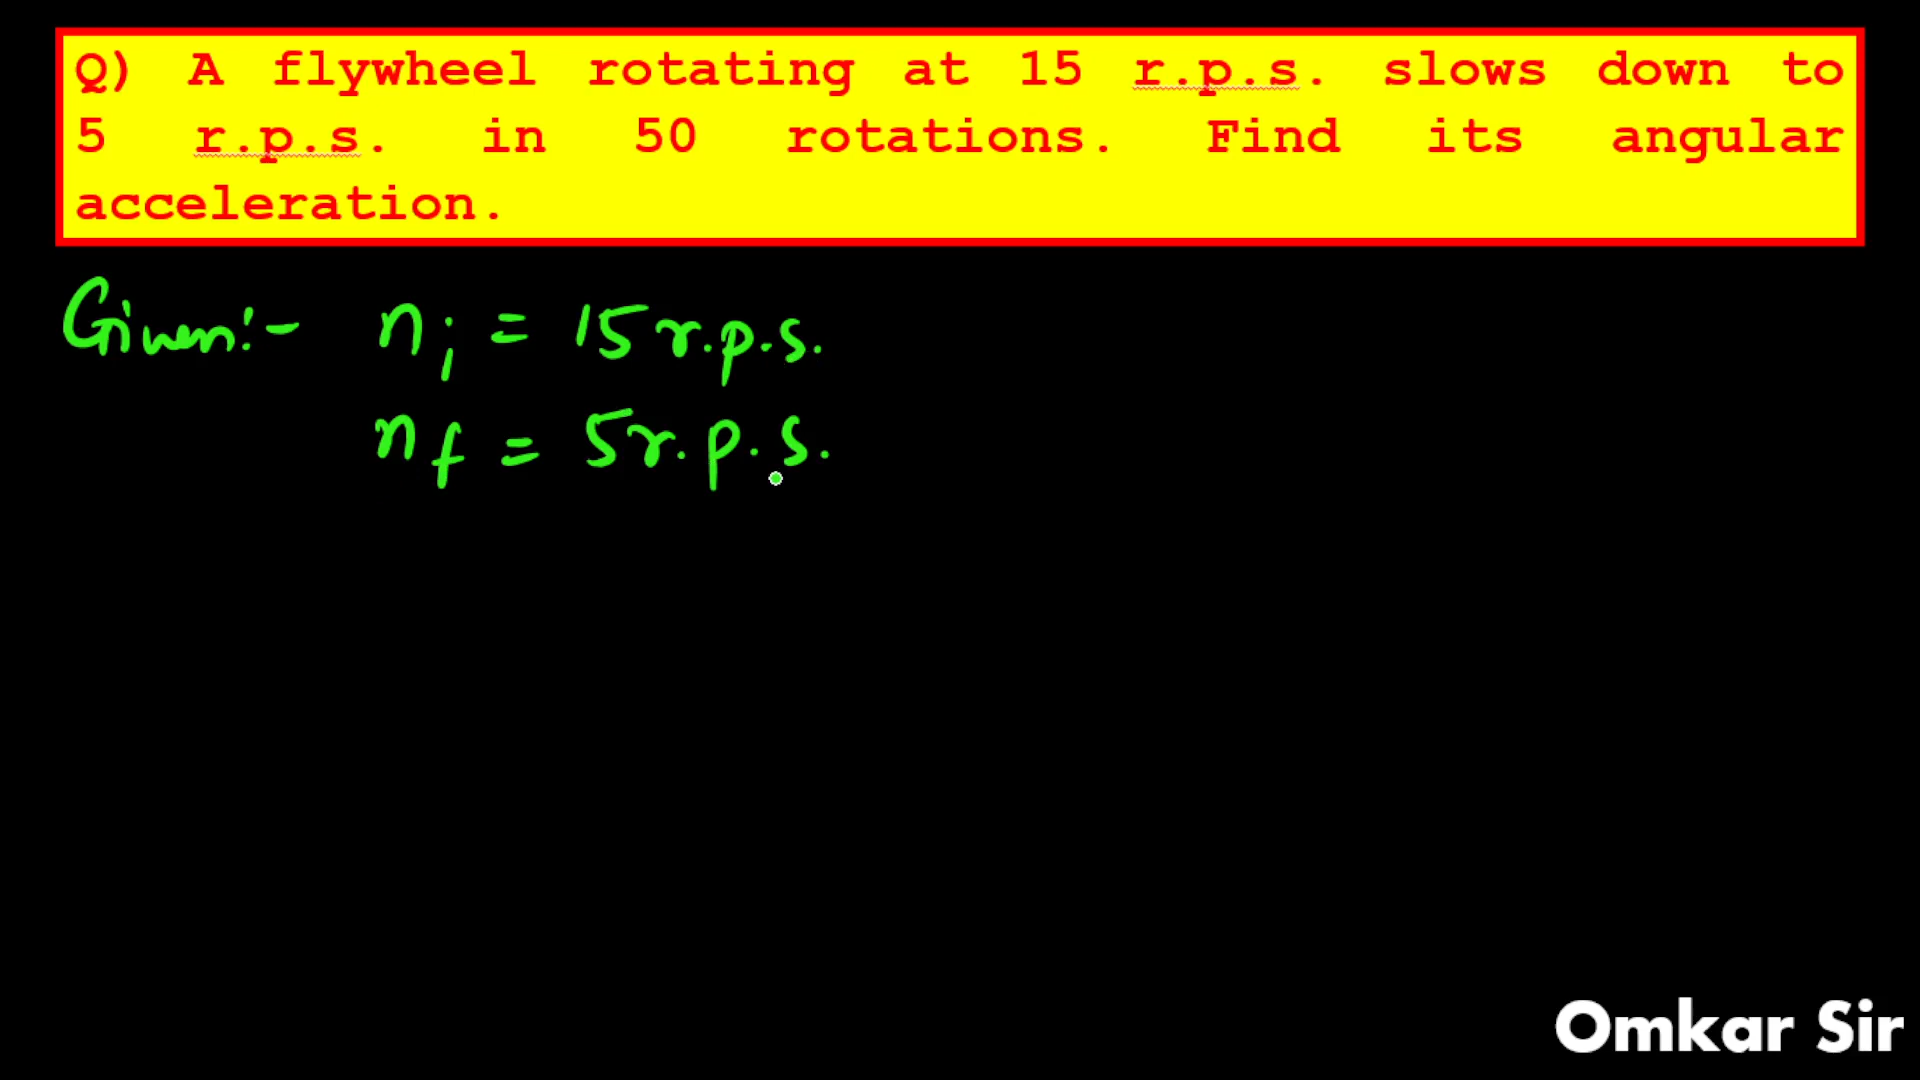 Q) A flywheel rotating at 15 r.p.s. slows down to
5 r.p.s. in 50 rotations. Find its angular
acceleration.
Given:- ni = 15 r.p.s.
nf = 5 r.p.s.
Omkar Sir